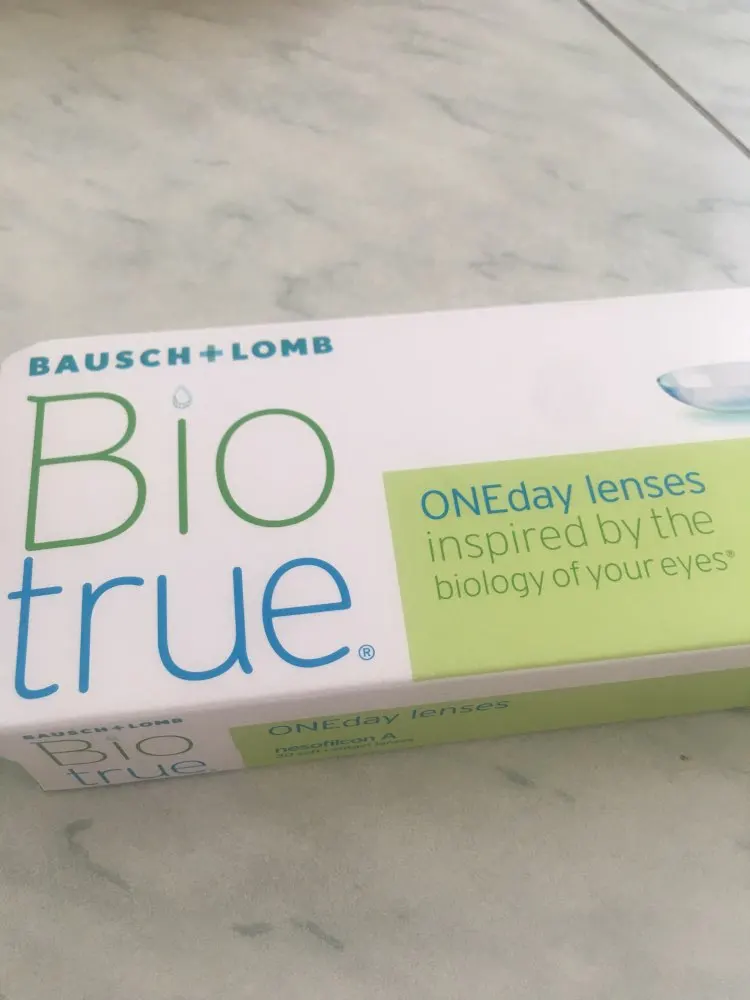 BAUSCH+LOMB
Bio
true®
ONEday lenses
inspired by the
biology of your eyes®
BAUSCH+LOMB
Bio
true®
ONEday lenses
nesofilcon A